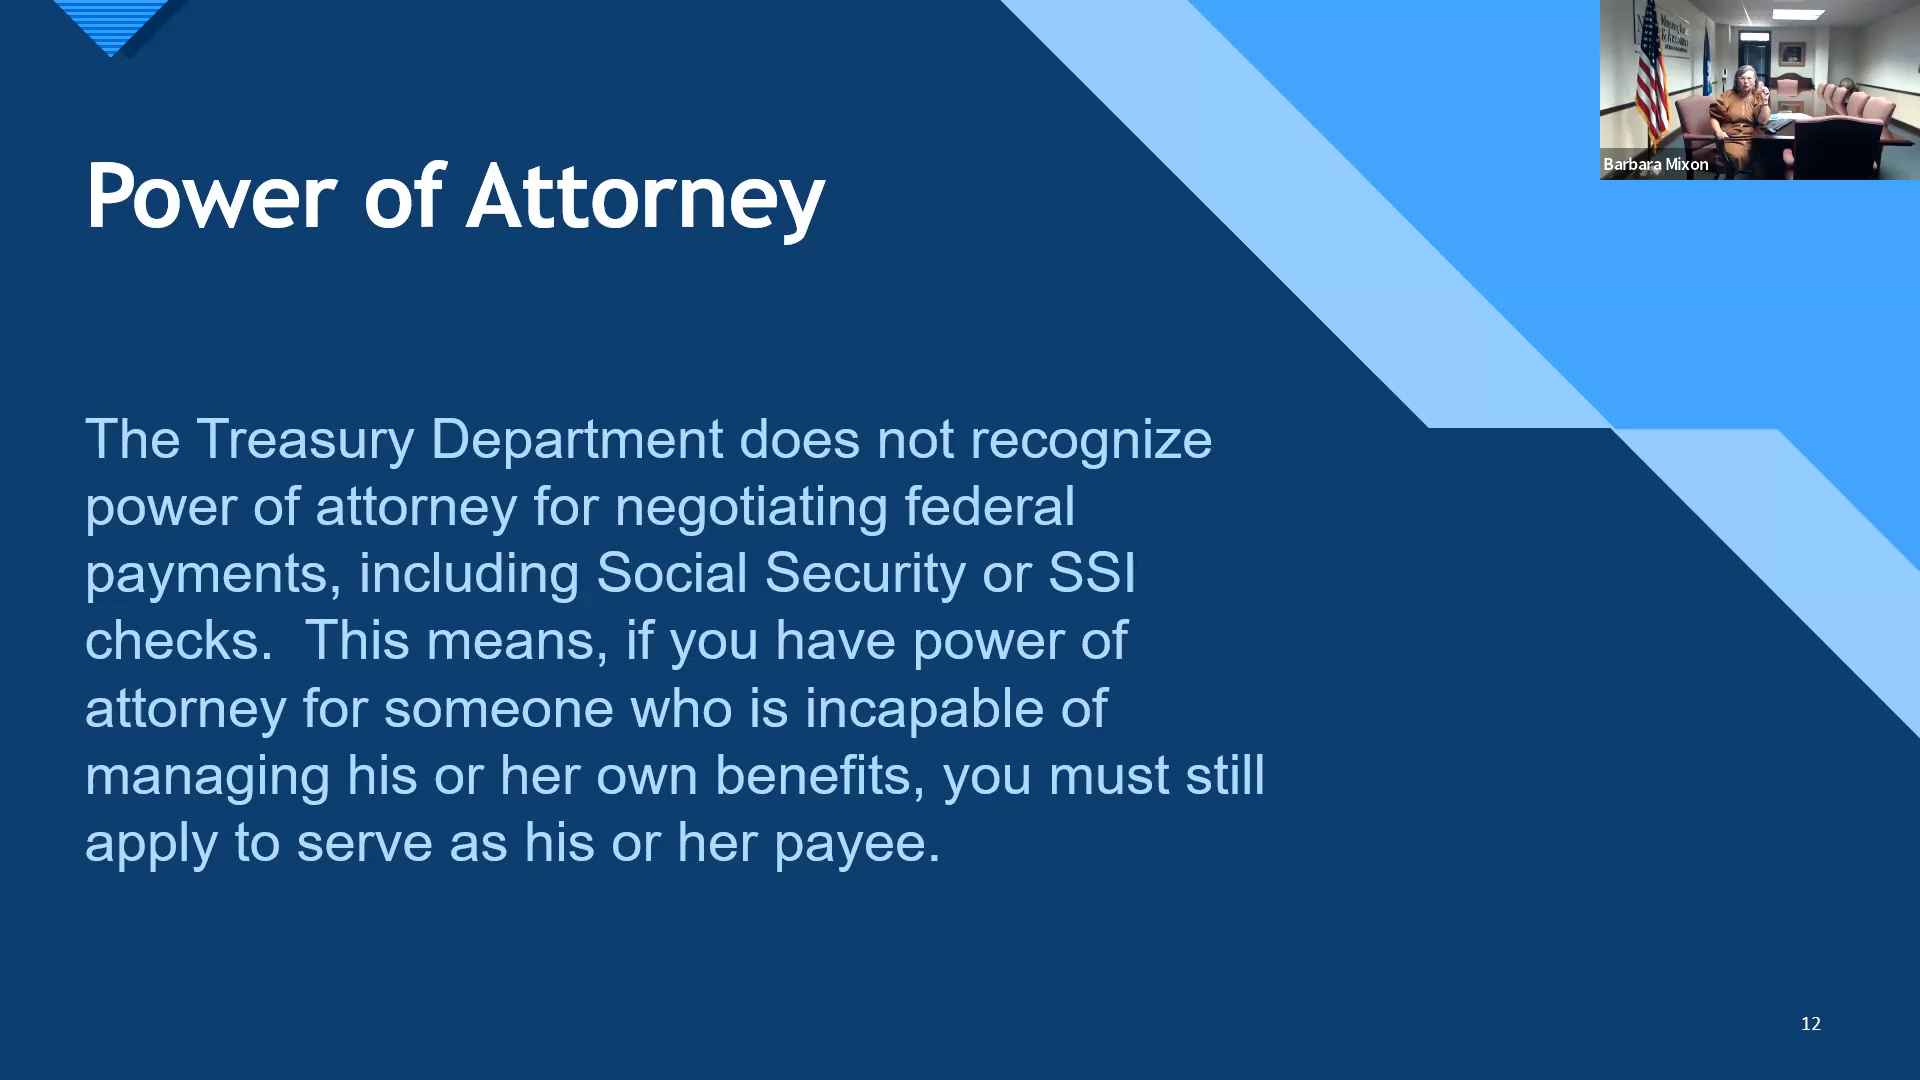 Power of Attorney
The Treasury Department does not recognize
power of attorney for negotiating federal
payments, including Social Security or SSI
checks.  This means, if you have power of
attorney for someone who is incapable of
managing his or her own benefits, you must still
apply to serve as his or her payee.
Barbara Mixon
12